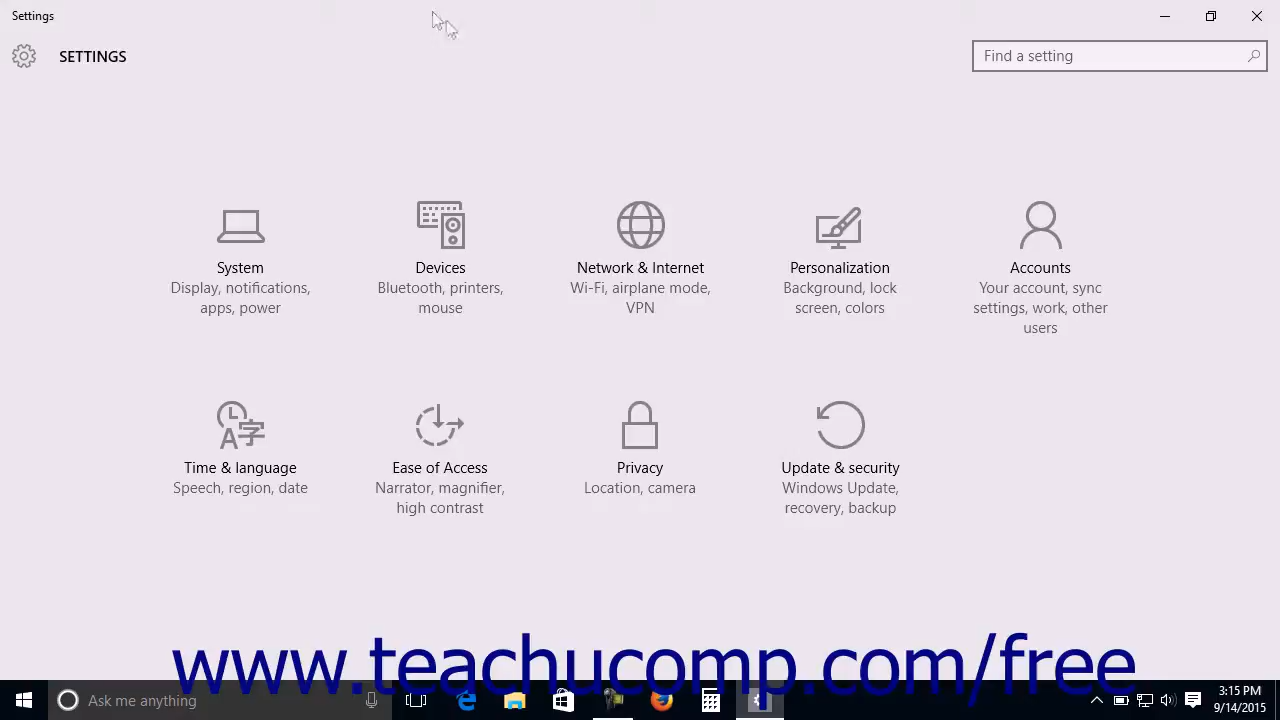 Settings
SETTINGS
Find a setting
System
Display, notifications,
apps, power
Devices
Bluetooth, printers,
mouse
Network & Internet
Wi-Fi, airplane mode,
VPN
Personalization
Background, lock
screen, colors
Accounts
Your account, sync
settings, work, other
users
Time & language
Speech, region, date
Ease of Access
Narrator, magnifier,
high contrast
Privacy
Location, camera
Update & security
Windows Update,
recovery, backup
www.teachucomp.com/free
Ask me anything
3:15 PM
9/14/2015